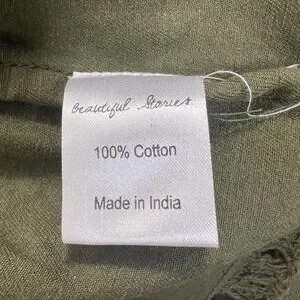 Beautiful Stories
100% Cotton
Made in India